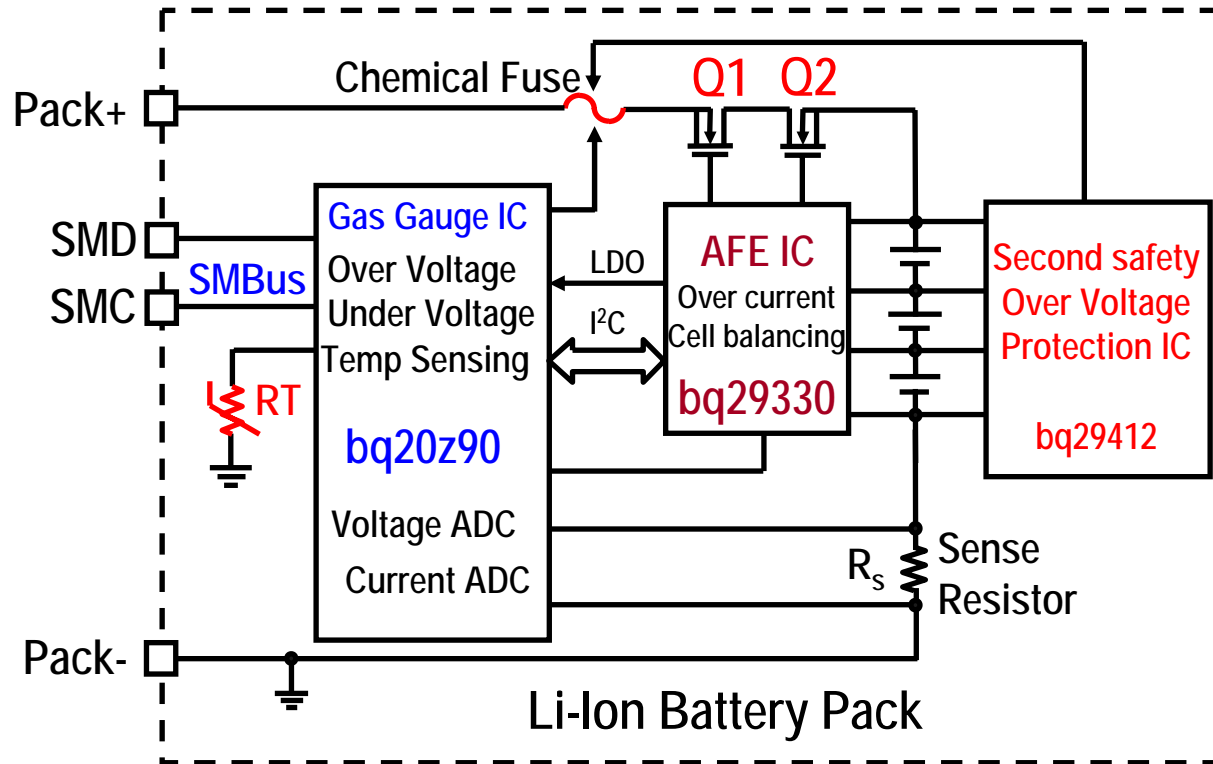 Chemical Fuse
Q1
Q2
Pack+
SMD
SMC
SMBus
RT
Gas Gauge IC
Over Voltage
Under Voltage
Temp Sensing
bq20z90
Voltage ADC
Current ADC
LDO
I²C
AFE IC
Over current
Cell balancing
bq29330
Second safety
Over Voltage
Protection IC
bq29412
Rs
Sense
Resistor
Pack-
Li-Ion Battery Pack